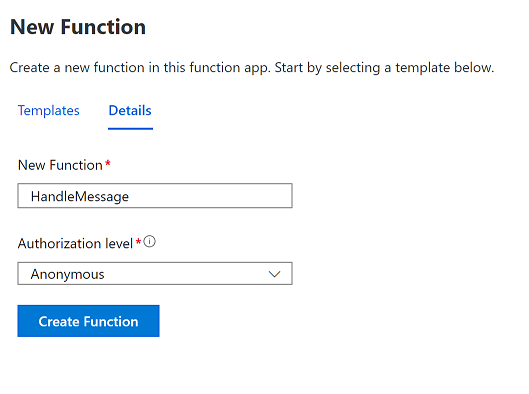 New Function
Create a new function in this function app. Start by selecting a template below.
Templates Details
New Function*
HandleMessage
Authorization level*
Anonymous
Create Function